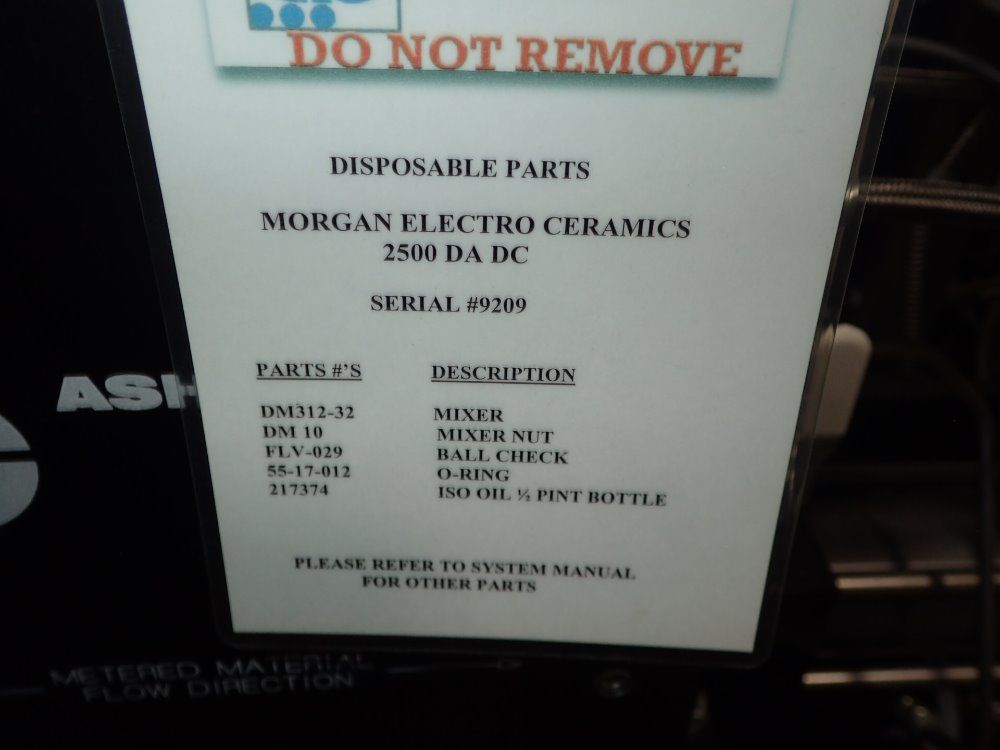 DO NOT REMOVE
DISPOSABLE PARTS
MORGAN ELECTRO CERAMICS
2500 DA DC
SERIAL #9209
PARTS #'S DESCRIPTION
DM312-32 MIXER
DM 10 MIXER NUT
FLV-029 BALL CHECK
55-17-012 O-RING
217374 ISO OIL ½ PINT BOTTLE
PLEASE REFER TO SYSTEM MANUAL
FOR OTHER PARTS
ASH
METERED MATERIAL
FLOW DIRECTION